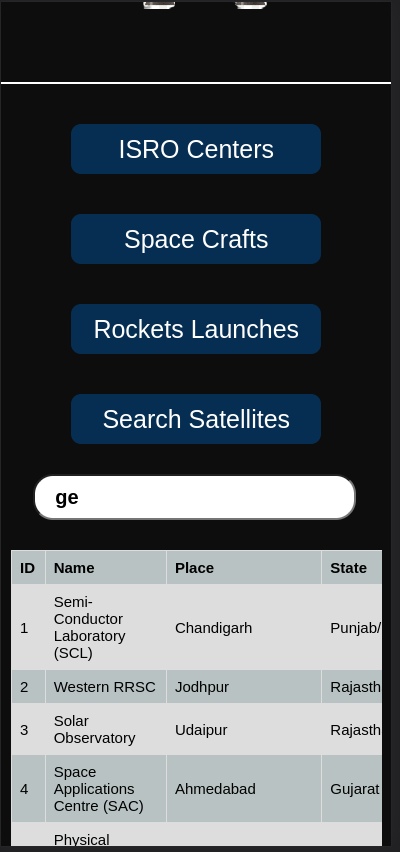 ISRO Centers
Space Crafts
Rockets Launches
Search Satellites
ge
ID Name Place State
Semi-
Conductor
1 Laboratory Chandigarh Punjab/
(SCL)
2 Western RRSC Jodhpur Rajasth
3 Solar Observatory Udaipur Rajasth
Space
4 Applications Ahmedabad Gujarat
Centre (SAC)
Physical